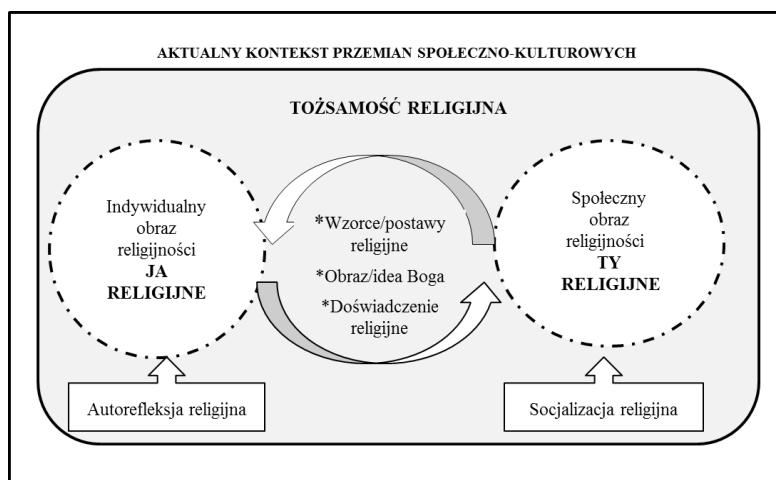 AKTUALNY KONTEKST PRZEMIAN SPOŁECZNO-KULTUROWYCH
TOŻSAMOŚĆ RELIGIJNA
Indywidualny
obraz
religijności
JA
RELIGIJNE
*Wzorce/postawy
religijne
*Obraz/idea Boga
*Doświadczenie
religijne
Społeczny
obraz
religijności
TY
RELIGIJNE
Autorefleksja religijna
Socjalizacja religijna